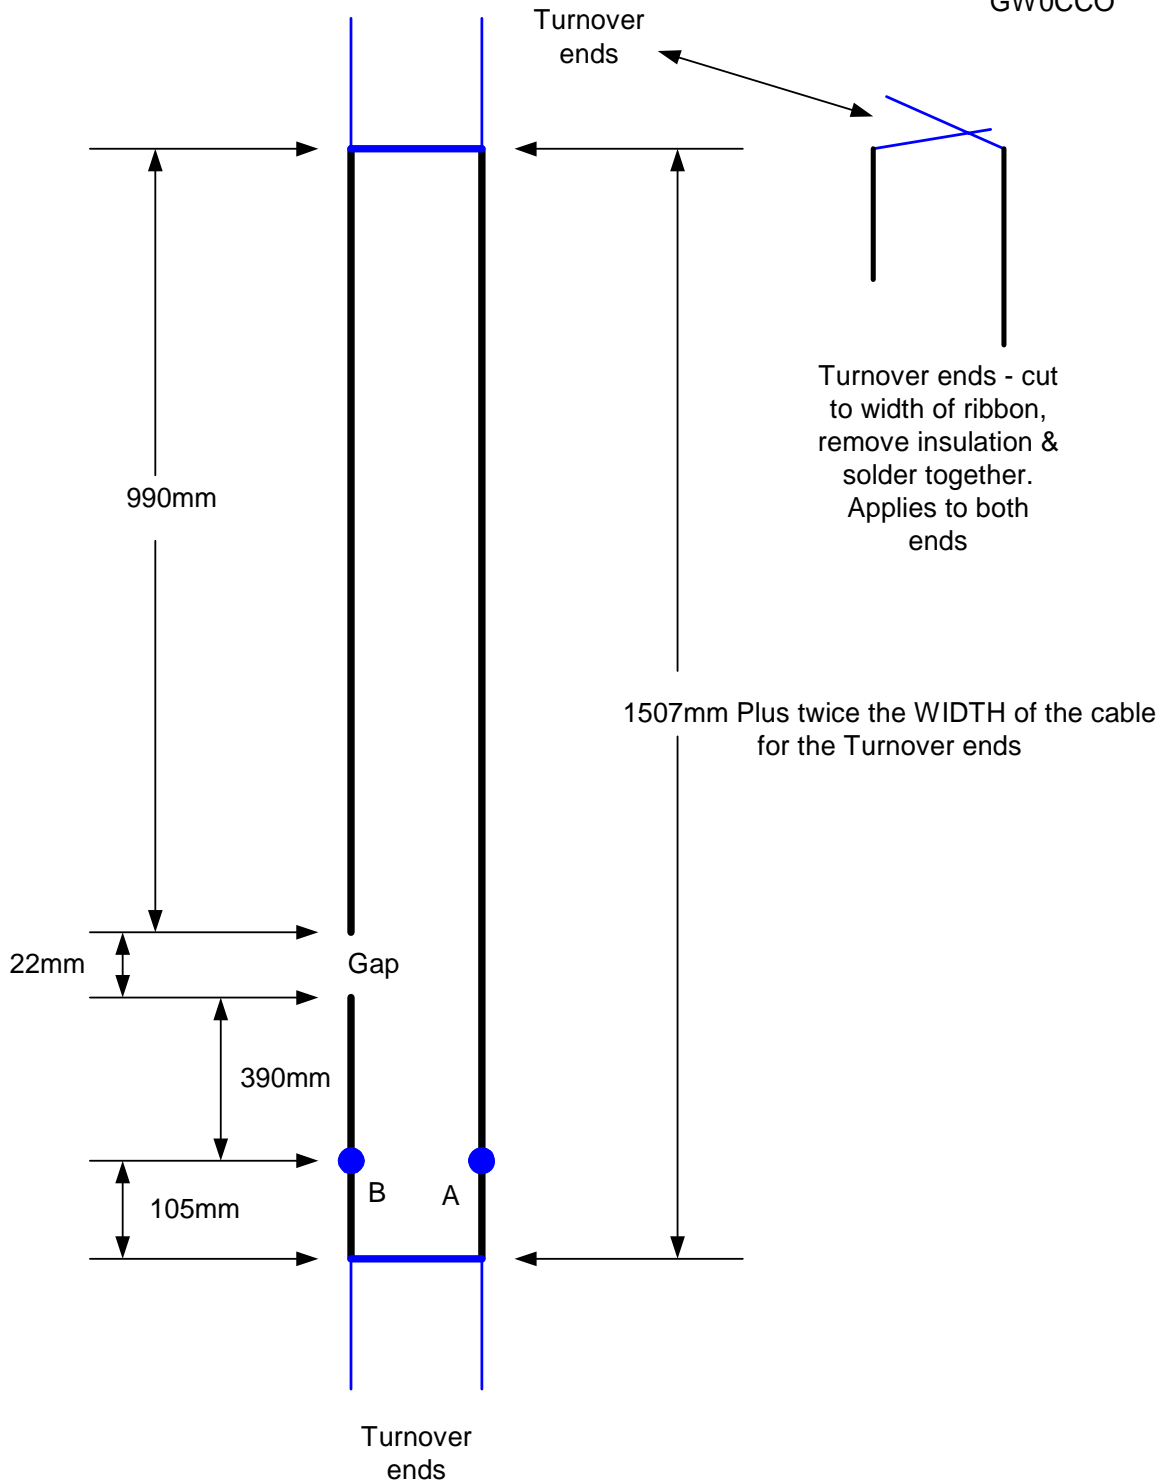 GW0CCO
Turnover
ends
Turnover ends - cut
to width of ribbon,
remove insulation &
solder together.
Applies to both
ends
990mm
1507mm Plus twice the WIDTH of the cable
for the Turnover ends
22mm
Gap
390mm
B
A
105mm
Turnover
ends